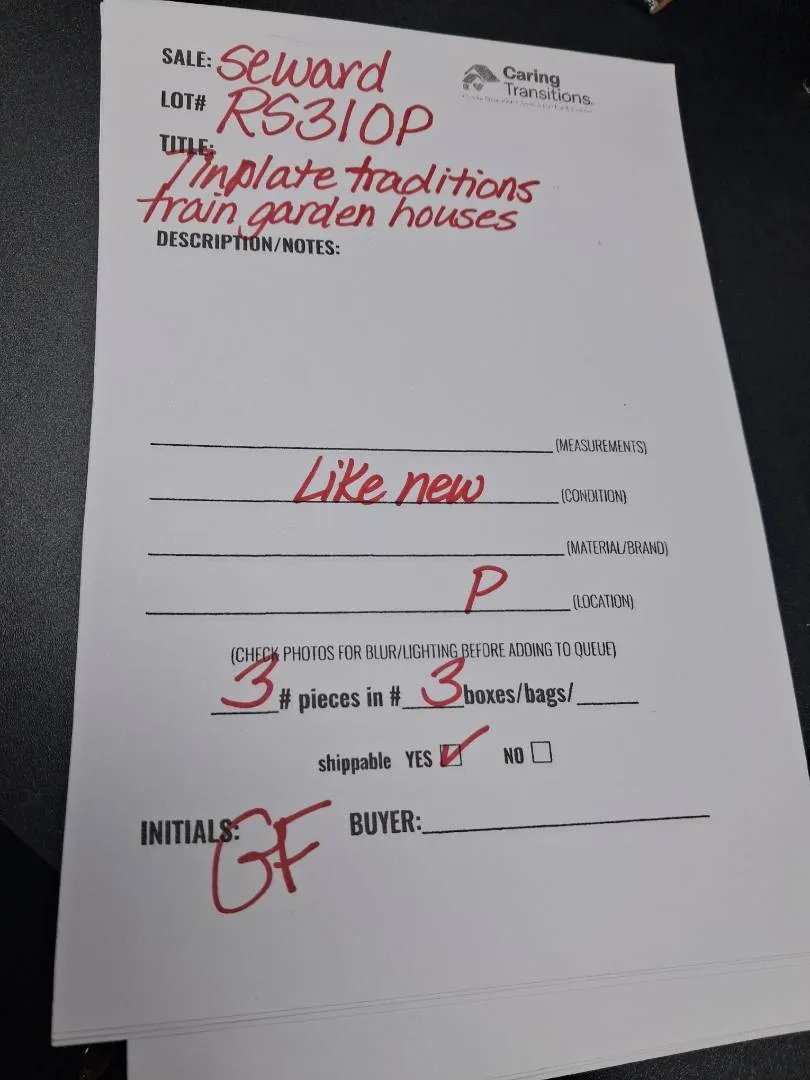 SALE: Seward
Caring
Transitions
LOT# RS310P
TITLE:
Tinplate traditions
train garden houses
DESCRIPTION/NOTES:
(MEASUREMENTS)
Like new (CONDITION)
(MATERIAL/BRAND)
P (LOCATION)
(CHECK PHOTOS FOR BLUR/LIGHTING BEFORE ADDING TO QUEUE)
3 # pieces in # 3 boxes/bags/
shippable YES NO
INITIALS: GF BUYER: